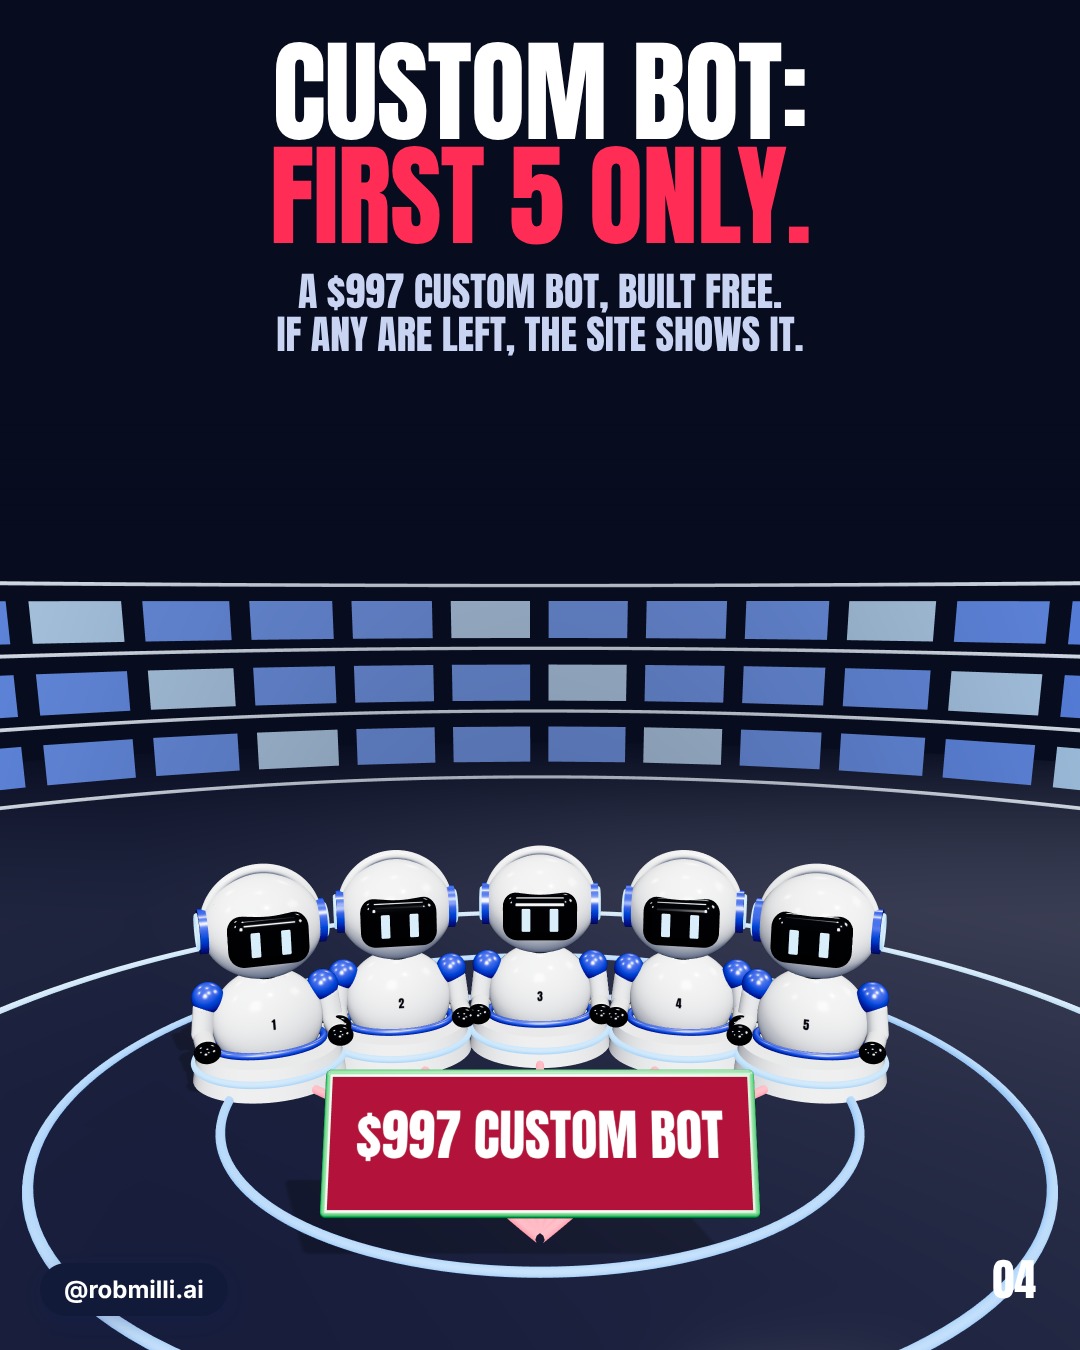 CUSTOM BOT:
FIRST 5 ONLY.
A $997 CUSTOM BOT, BUILT FREE.
IF ANY ARE LEFT, THE SITE SHOWS IT.
1
2
3
4
5
$997 CUSTOM BOT
@robmilli.ai
04